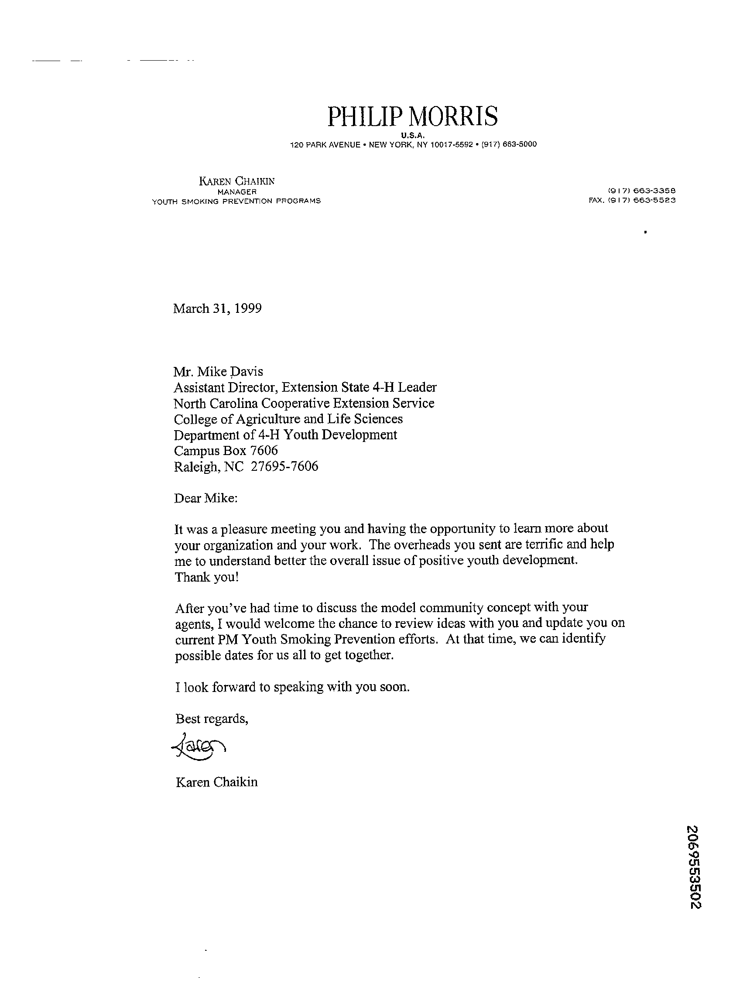 PHILIP MORRIS
U.S.A.
120 PARK AVENUE • NEW YORK, NY 10017-5592 • (917) 663-5000
KAREN CHAIKIN
MANAGER
YOUTH SMOKING PREVENTION PROGRAMS
(917) 663-3358
FAX. (917) 663-5523
March 31, 1999
Mr. Mike Davis
Assistant Director, Extension State 4-H Leader
North Carolina Cooperative Extension Service
College of Agriculture and Life Sciences
Department of 4-H Youth Development
Campus Box 7606
Raleigh, NC 27695-7606
Dear Mike:
It was a pleasure meeting you and having the opportunity to learn more about
your organization and your work. The overheads you sent are terrific and help
me to understand better the overall issue of positive youth development.
Thank you!
After you've had time to discuss the model community concept with your
agents, I would welcome the chance to review ideas with you and update you on
current PM Youth Smoking Prevention efforts. At that time, we can identify
possible dates for us all to get together.
I look forward to speaking with you soon.
Best regards,
Karen
Karen Chaikin
2069553502